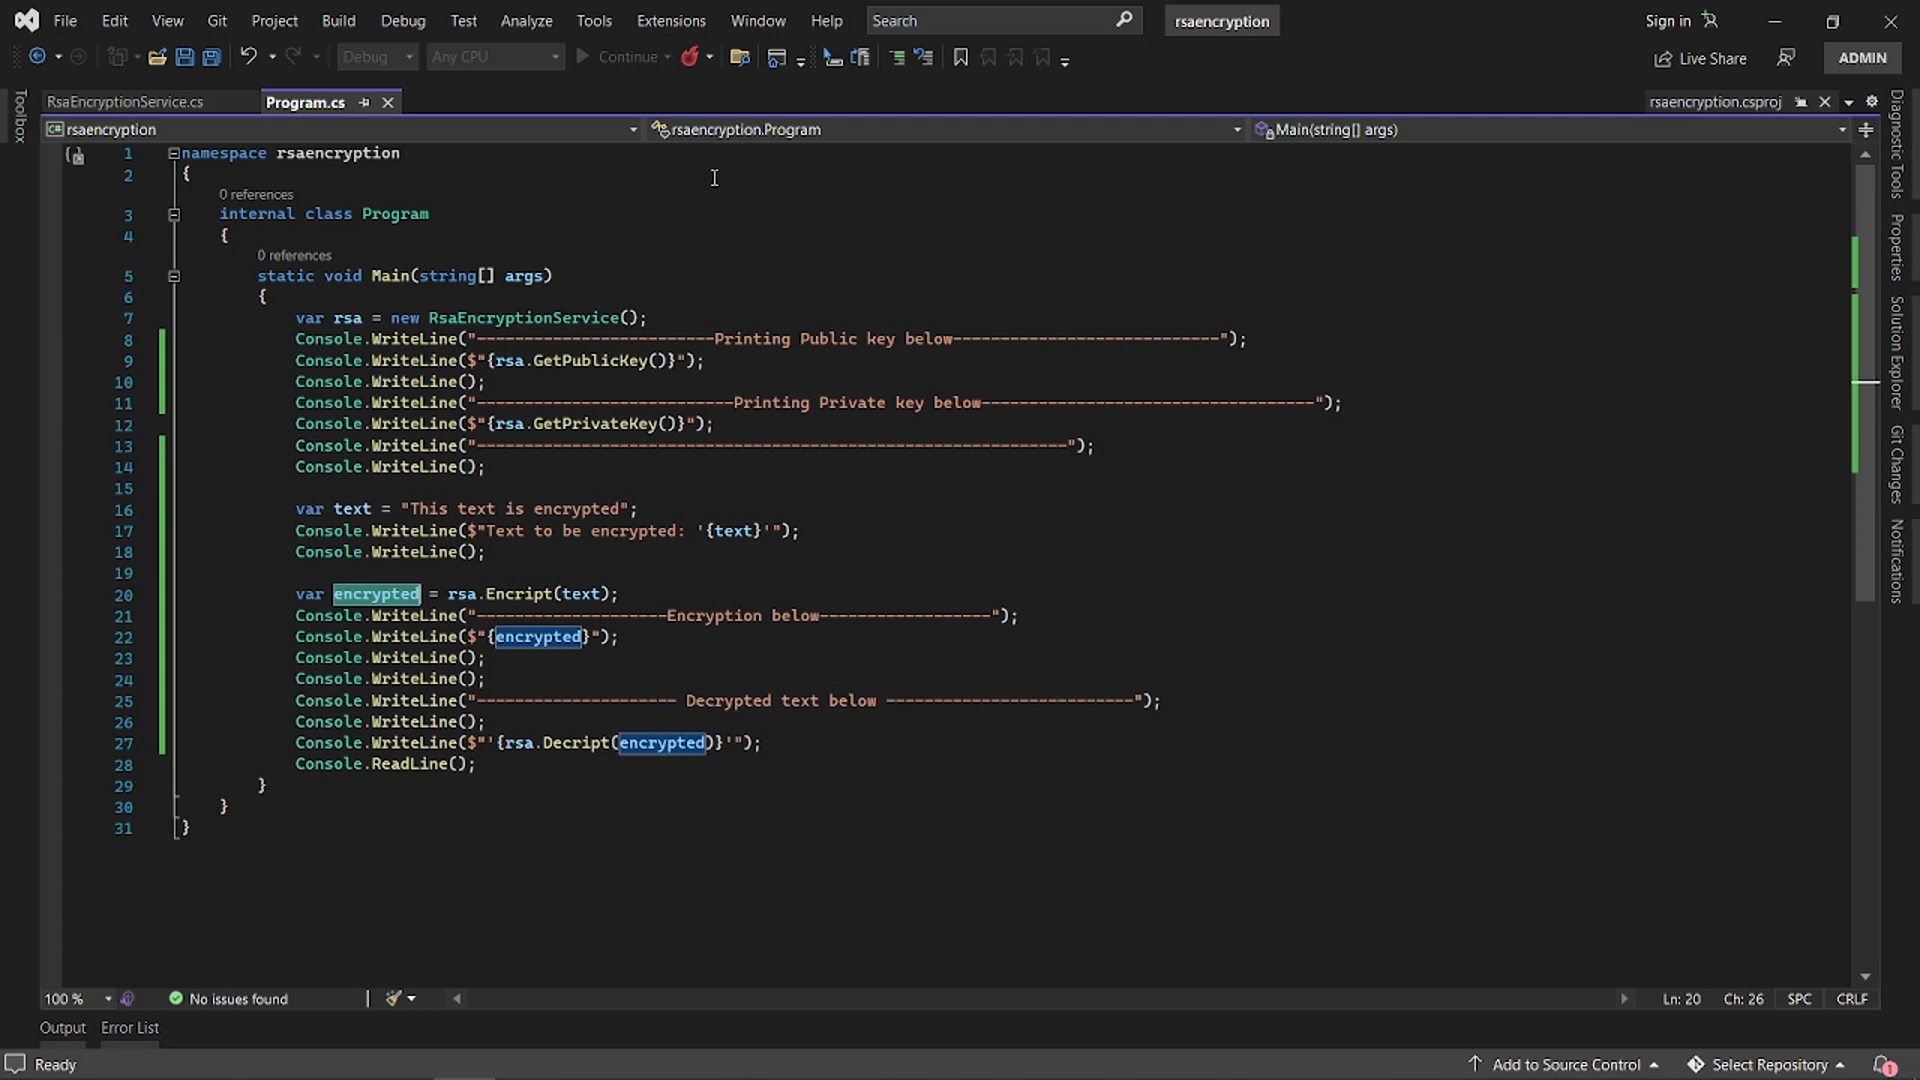 File Edit View Git Project Build Debug Test Analyze Tools Extensions Window Help Search rsaencryption Sign in
Debug Any CPU Continue Live Share ADMIN
RsaEncryptionService.cs Program.cs rsaencryption.csproj
C# rsaencryption rsaencryption.Program Main(string[] args)
Toolbox
1 namespace rsaencryption
2 {
0 references
3 internal class Program
4 {
0 references
5 static void Main(string[] args)
6 {
7 var rsa = new RsaEncryptionService();
8 Console.WriteLine("-------------------------Printing Public key below----------------------------");
9 Console.WriteLine($"{rsa.GetPublicKey()}");
10 Console.WriteLine();
11 Console.WriteLine("---------------------------Printing Private key below-----------------------------------");
12 Console.WriteLine($"{rsa.GetPrivateKey()}");
13 Console.WriteLine("--------------------------------------------------------------");
14 Console.WriteLine();
15
16 var text = "This text is encrypted";
17 Console.WriteLine($"Text to be encrypted: '{text}'");
18 Console.WriteLine();
19
20 var encrypted = rsa.Encript(text);
21 Console.WriteLine("--------------------Encryption below------------------");
22 Console.WriteLine($"{encrypted}");
23 Console.WriteLine();
24 Console.WriteLine();
25 Console.WriteLine("--------------------- Decrypted text below --------------------------");
26 Console.WriteLine();
27 Console.WriteLine($"'{rsa.Decript(encrypted)}'");
28 Console.ReadLine();
29 }
30 }
31 }
Diagnostic Tools
Properties
Solution Explorer
Git Changes
Notifications
100 % No issues found Ln: 20 Ch: 26 SPC CRLF
Output Error List
Ready Add to Source Control Select Repository 1